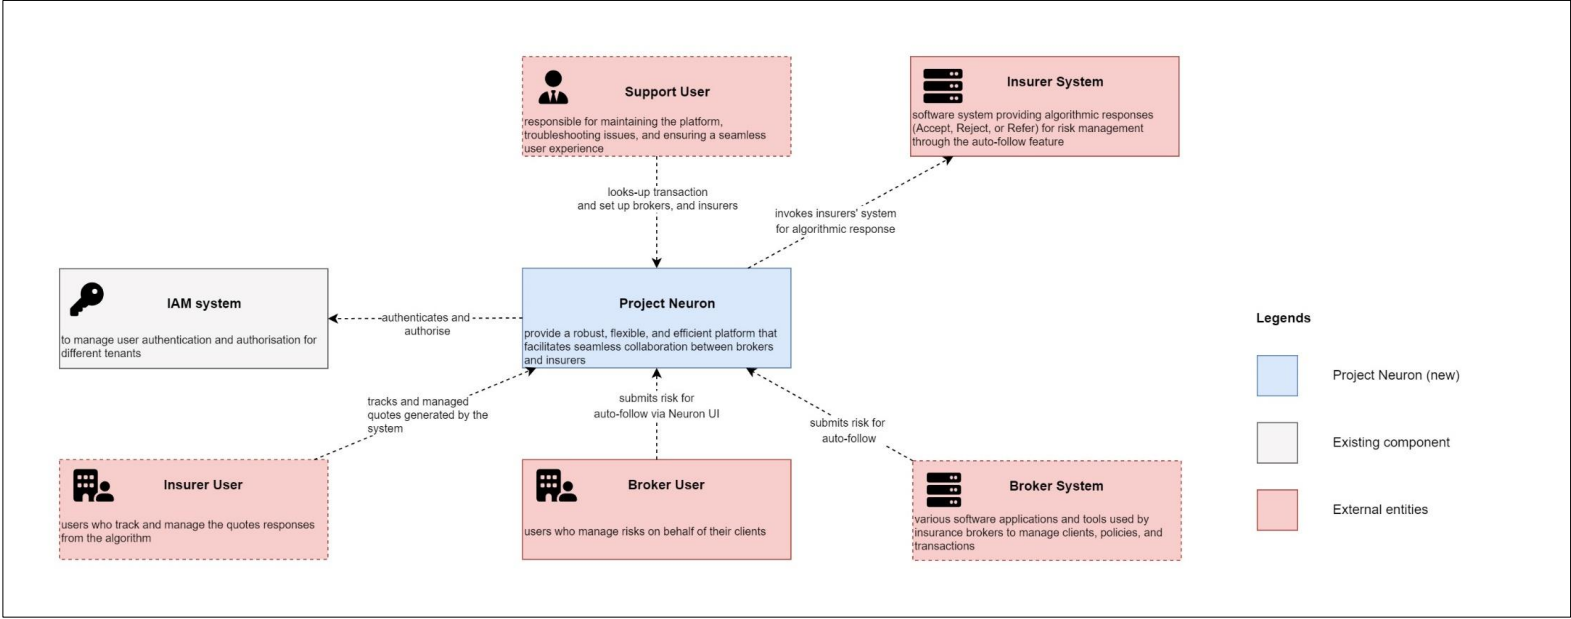 Support User
responsible for maintaining the platform,
troubleshooting issues, and ensuring a seamless
user experience
Insurer System
software system providing algorithmic responses
(Accept, Reject, or Refer) for risk management
through the auto-follow feature
looks-up transaction
and set up brokers, and insurers
invokes insurers' system
for algorithmic response
IAM system
to manage user authentication and authorisation for
different tenants
authenticates and
authorise
Project Neuron
provide a robust, flexible, and efficient platform that
facilitates seamless collaboration between brokers
and insurers
tracks and managed
quotes generated by the
system
submits risk for
auto-follow via Neuron UI
submits risk for
auto-follow
Insurer User
users who track and manage the quotes responses
from the algorithm
Broker User
users who manage risks on behalf of their clients
Broker System
various software applications and tools used by
insurance brokers to manage clients, policies, and
transactions
Legends
Project Neuron (new)
Existing component
External entities